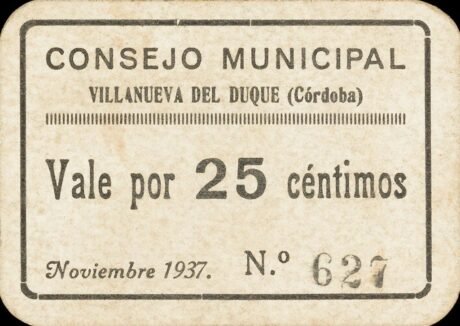 CONSEJO MUNICIPAL
VILLANUEVA DEL DUQUE (Córdoba)
Vale por 25 céntimos
Noviembre 1937. N.º 627